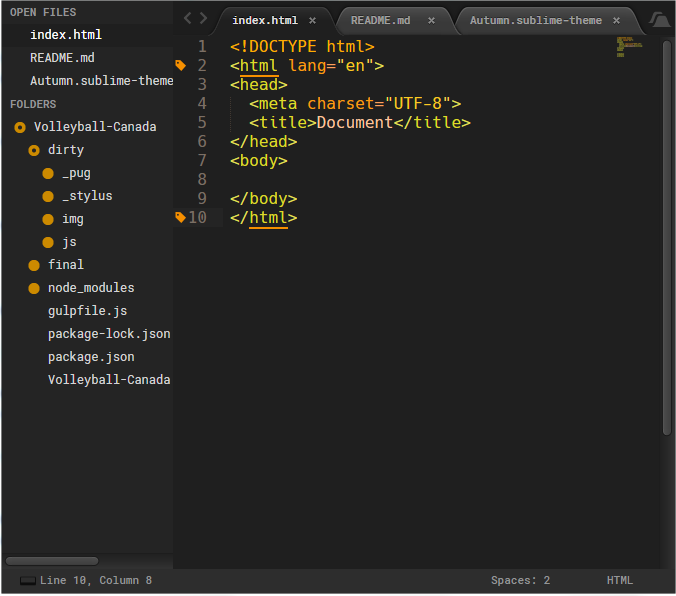 OPEN FILES
index.html
README.md
Autumn.sublime-theme
FOLDERS
Volleyball-Canada
dirty
_pug
_stylus
img
js
final
node_modules
gulpfile.js
package-lock.json
package.json
Volleyball-Canada
index.html × README.md × Autumn.sublime-theme ×
1 <!DOCTYPE html>
2 <html lang="en">
3 <head>
4 <meta charset="UTF-8">
5 <title>Document</title>
6 </head>
7 <body>
8
9 </body>
10 </html>
Line 10, Column 8 Spaces: 2 HTML